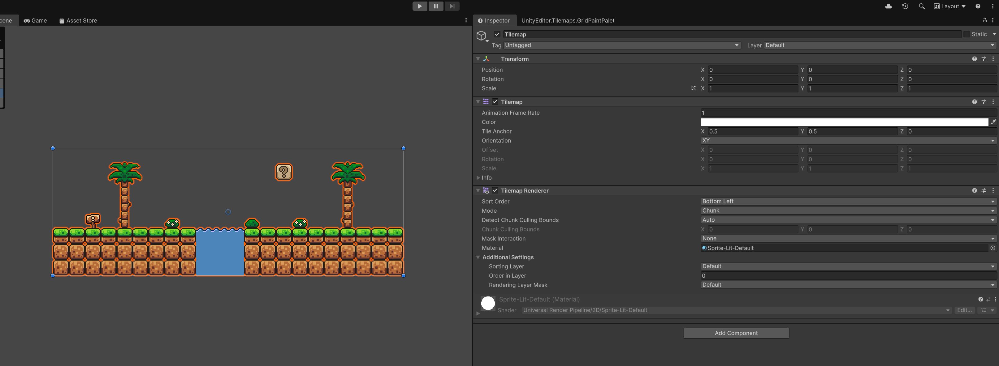 Layout
cene Game Asset Store
Inspector UnityEditor.Tilemaps.GridPaintPalet
Tilemap Static
Tag Untagged Layer Default
Transform
Position X 0 Y 0 Z 0
Rotation X 0 Y 0 Z 0
Scale X 1 Y 1 Z 1
Tilemap
Animation Frame Rate 1
Color
Tile Anchor X 0.5 Y 0.5 Z 0
Orientation XY
Offset X 0 Y 0 Z 0
Rotation X 0 Y 0 Z 0
Scale X 1 Y 1 Z 1
Info
Tilemap Renderer
Sort Order Bottom Left
Mode Chunk
Detect Chunk Culling Bounds Auto
Chunk Culling Bounds X 0 Y 0 Z 0
Mask Interaction None
Material Sprite-Lit-Default
Additional Settings
Sorting Layer Default
Order in Layer 0
Rendering Layer Mask Default
Sprite-Lit-Default (Material)
Shader Universal Render Pipeline/2D/Sprite-Lit-Default Edit...
Add Component
?